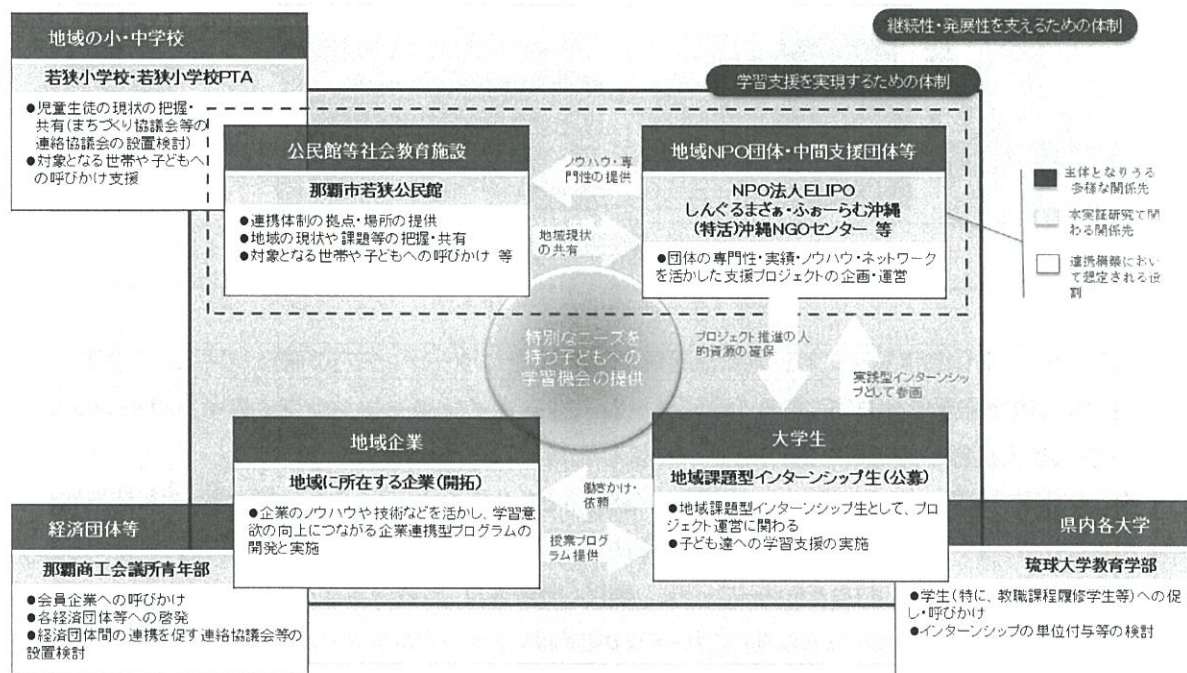 継続性・発展性を支えるための体制
学習支援を実現するための体制
地域の小・中学校
若狭小学校・若狭小学校PTA
●児童生徒の現状の把握・
共有(まちづくり協議会等の
連絡協議会の設置検討)
●対象となる世帯や子どもへ
の呼びかけ支援
公民館等社会教育施設
那覇市若狭公民館
●連携体制の拠点・場所の提供
●地域の現状や課題等の把握・共有
●対象となる世帯や子どもへの呼びかけ 等
ノウハウ・専
門性の提供
地域現状
の共有
地域NPO団体・中間支援団体等
NPO法人ELIPO
しんぐるまざぁ・ふぉーらむ沖縄
(特活)沖縄NGOセンター 等
●団体の専門性・実績・ノウハウ・ネットワーク
を活かした支援プロジェクトの企画・運営
主体となりうる
多様な関係先
本実証研究で関
わる関係先
連携構築におい
て想定される役
割
特別なニーズを
持つ子どもへの
学習機会の提供
プロジェクト推進の人
的資源の確保
実践型インターンシッ
プとして参画
地域企業
地域に所在する企業(開拓)
●企業のノウハウや技術などを活かし、学習意
欲の向上につながる企業連携型プログラムの
開発と実施
働きかけ・
依頼
授業プログ
ラム提供
大学生
地域課題型インターンシップ生(公募)
●地域課題型インターンシップ生として、プロ
ジェクト運営に関わる
●子ども達への学習支援の実施
経済団体等
那覇商工会議所青年部
●会員企業への呼びかけ
●各経済団体等への啓発
●経済団体間の連携を促す連絡協議会等の
設置検討
県内各大学
琉球大学教育学部
●学生(特に、教職課程履修学生等)への促
し・呼びかけ
●インターンシップの単位付与等の検討